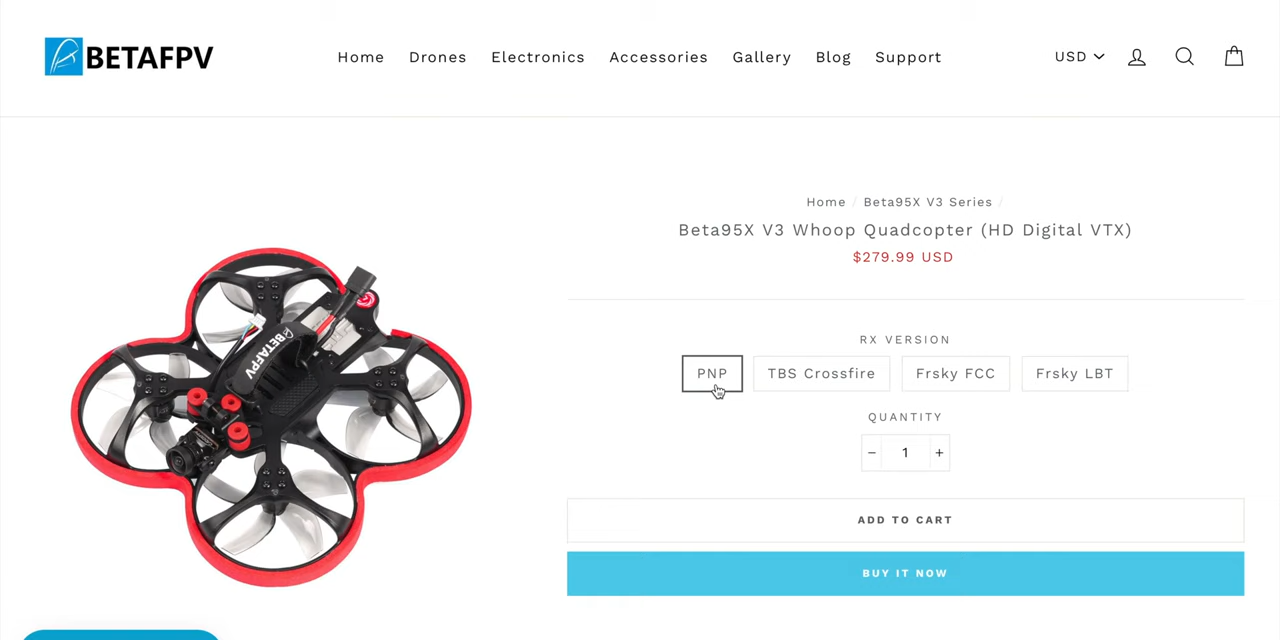 BETAFPV
Home Drones Electronics Accessories Gallery Blog Support
USD
Home / Beta95X V3 Series /
Beta95X V3 Whoop Quadcopter (HD Digital VTX)
$279.99 USD
RX VERSION
PNP TBS Crossfire Frsky FCC Frsky LBT
QUANTITY
− 1 +
ADD TO CART
BUY IT NOW
BETAFPV